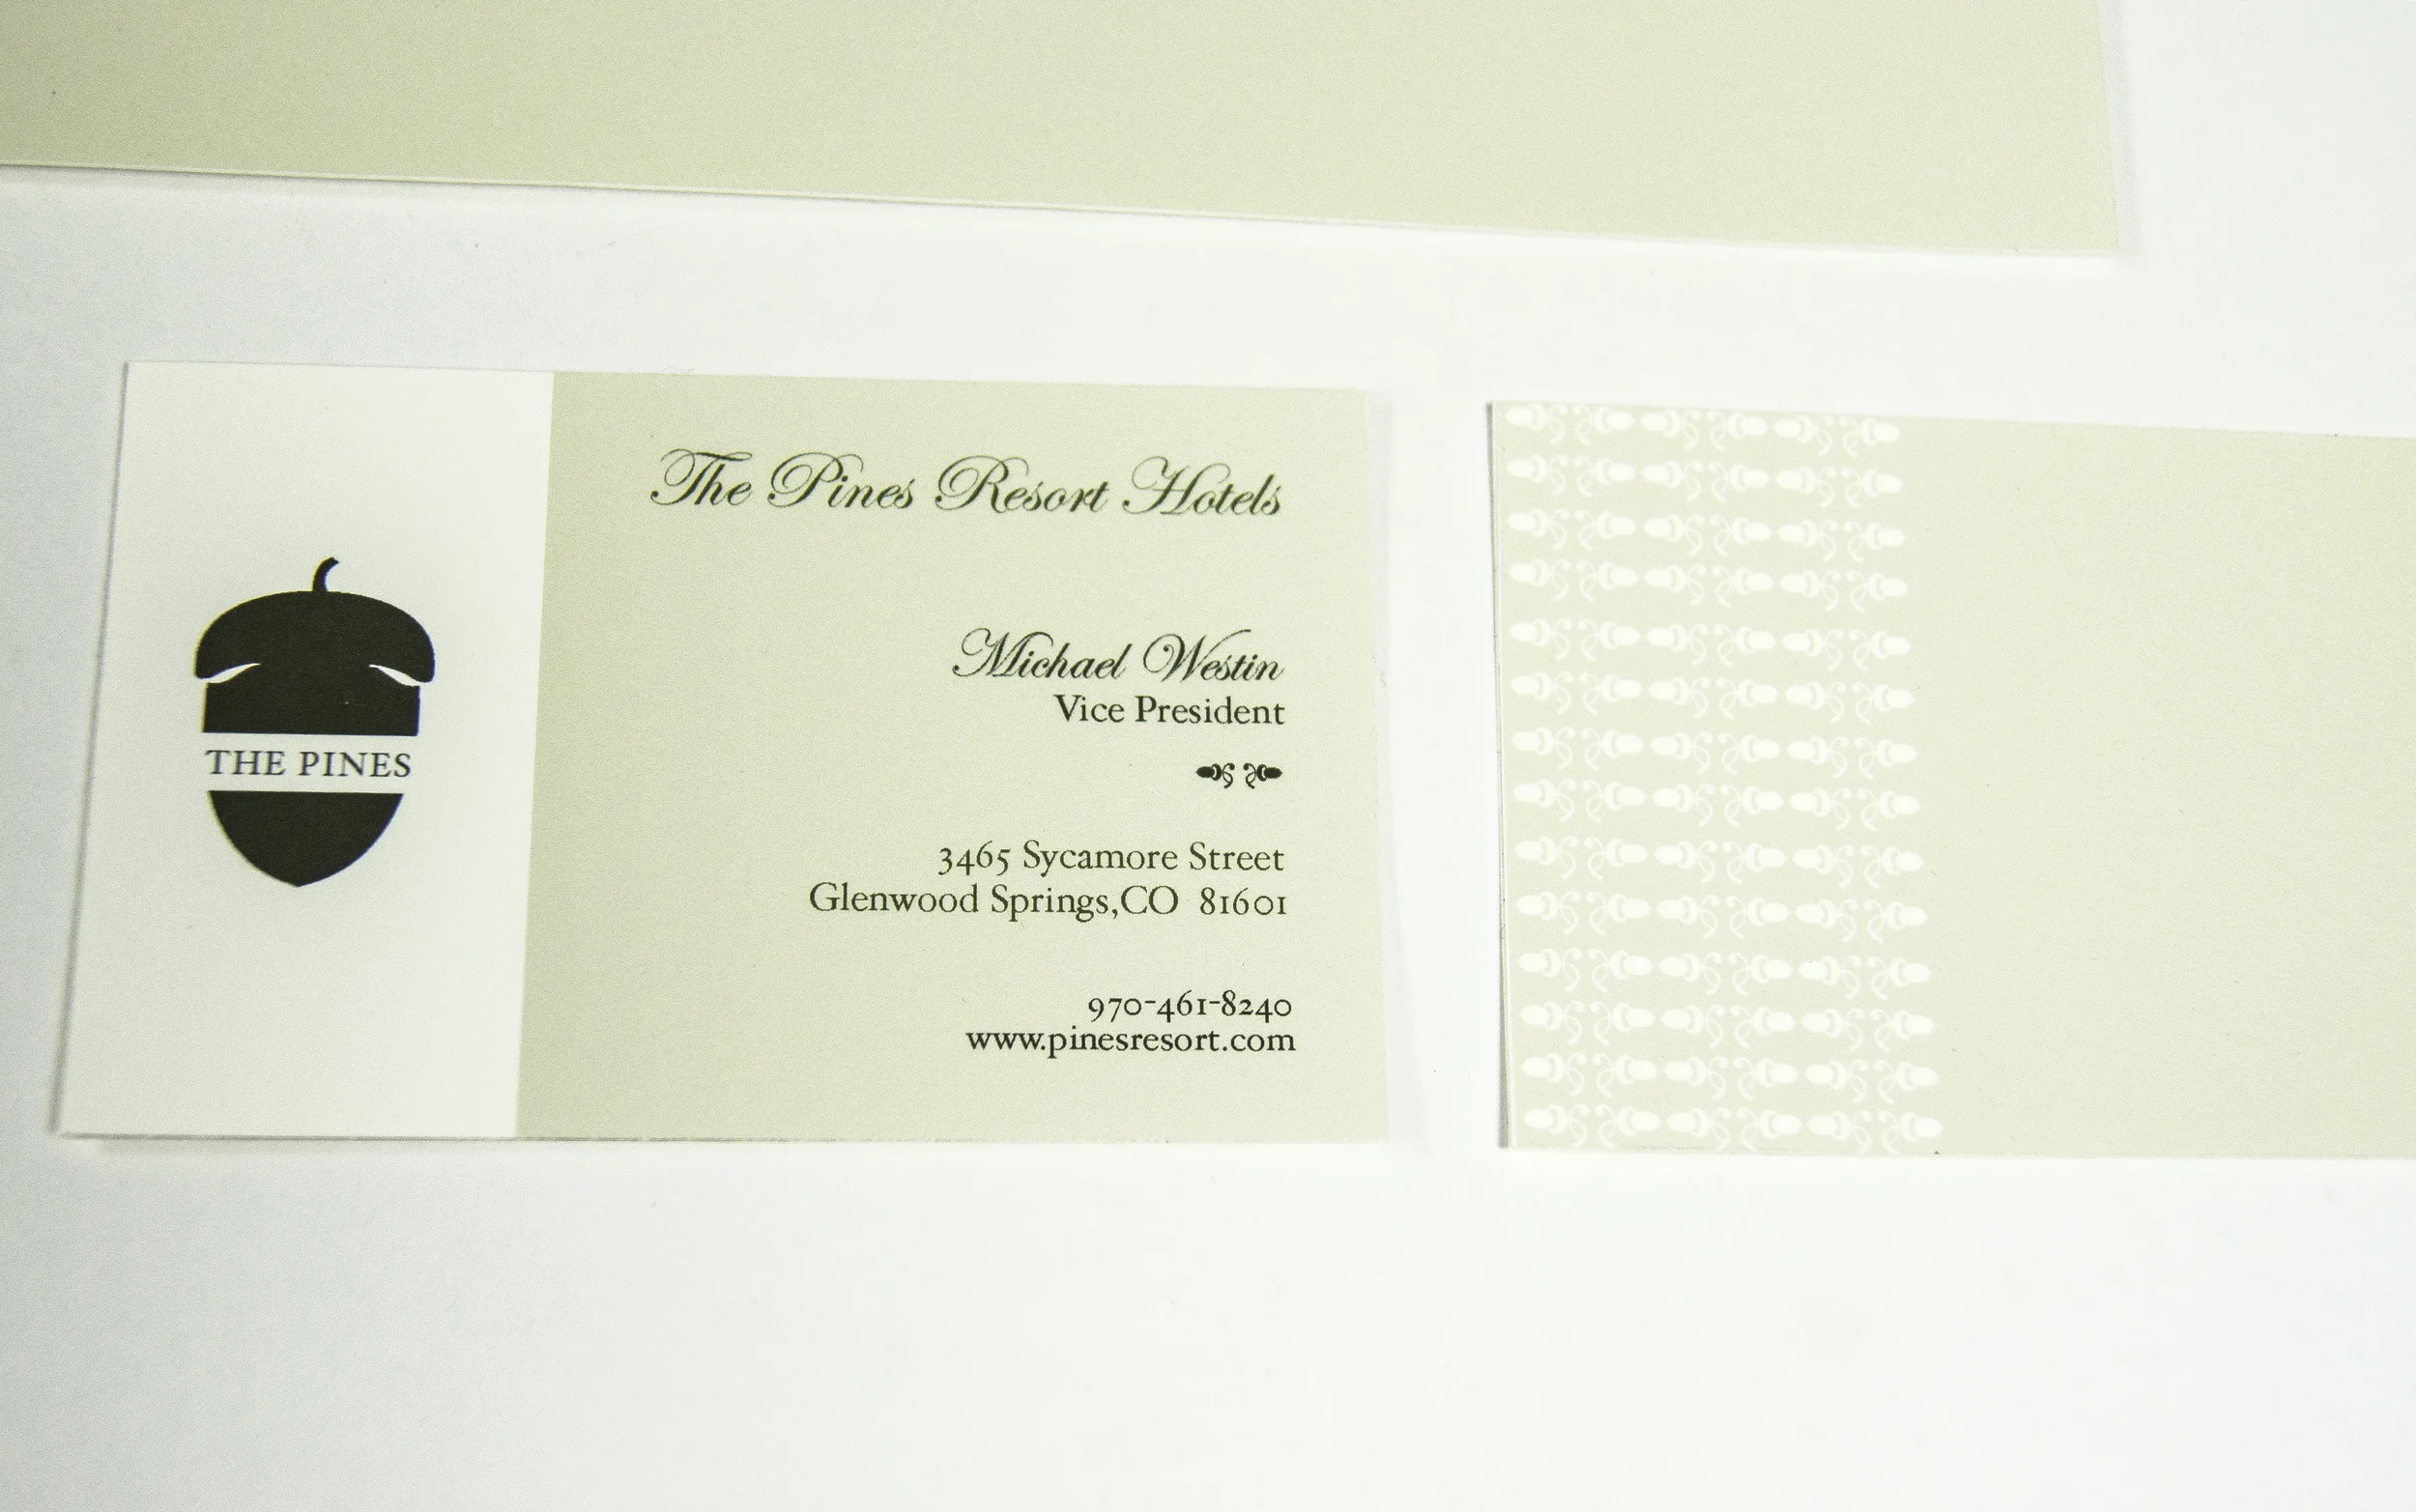 The Pines Resort Hotels
Michael Westin
Vice President
THE PINES
3465 Sycamore Street
Glenwood Springs,CO 81601
970-461-8240
www.pinesresort.com